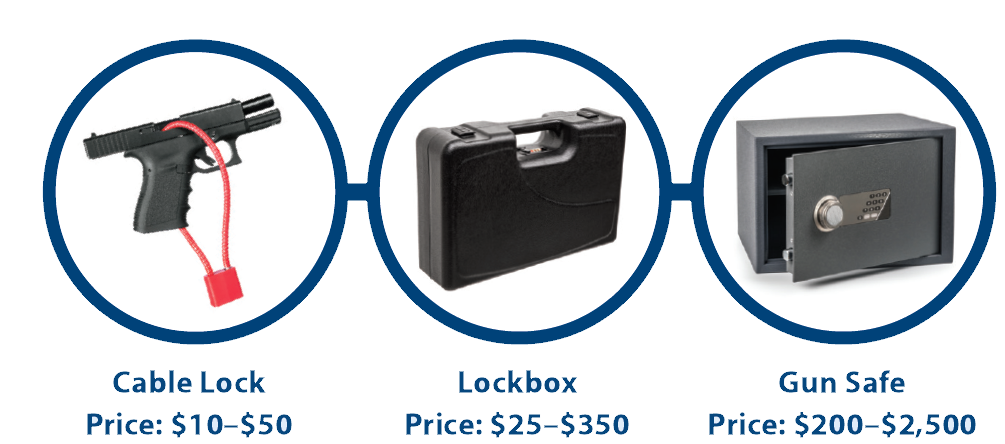 Cable Lock
Price: $10–$50
Lockbox
Price: $25–$350
Gun Safe
Price: $200–$2,500